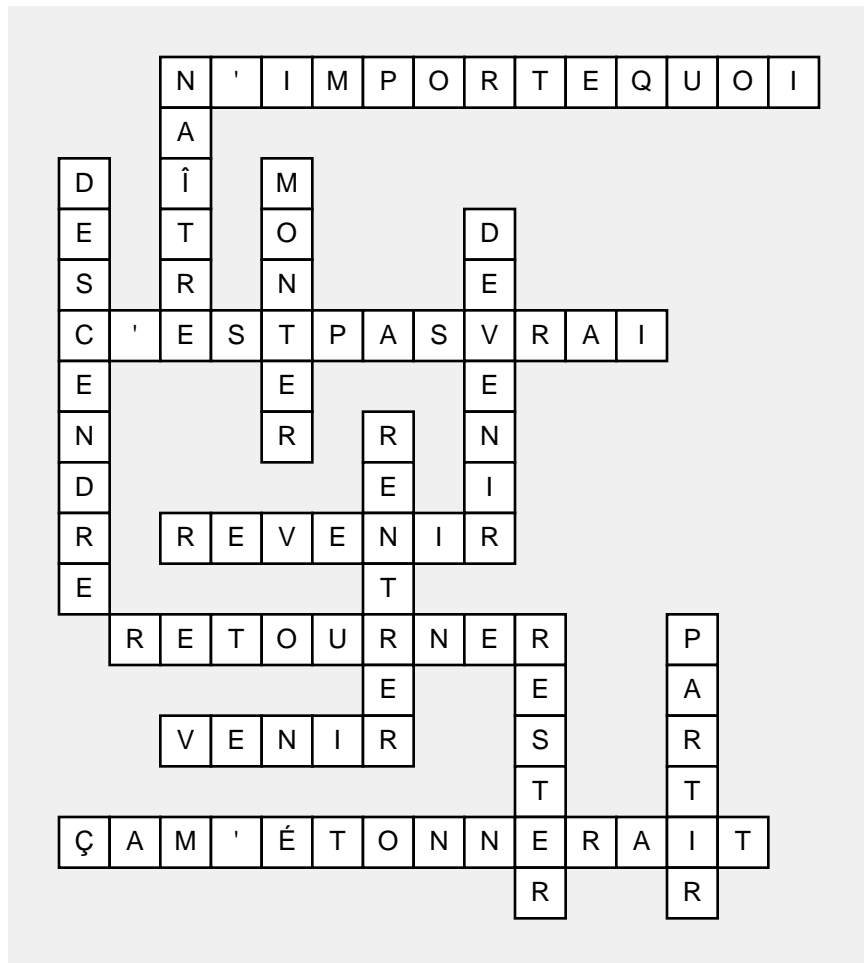 N'IMPORTEQUOI
NAÎTRE
DESCENDRE
MONTER
DEVENIR
C'ESTPASVRAI
RENTRER
REVENIR
RETOURNER
RESTER
PARTIR
VENIR
ÇAM'ÉTONNERAIT